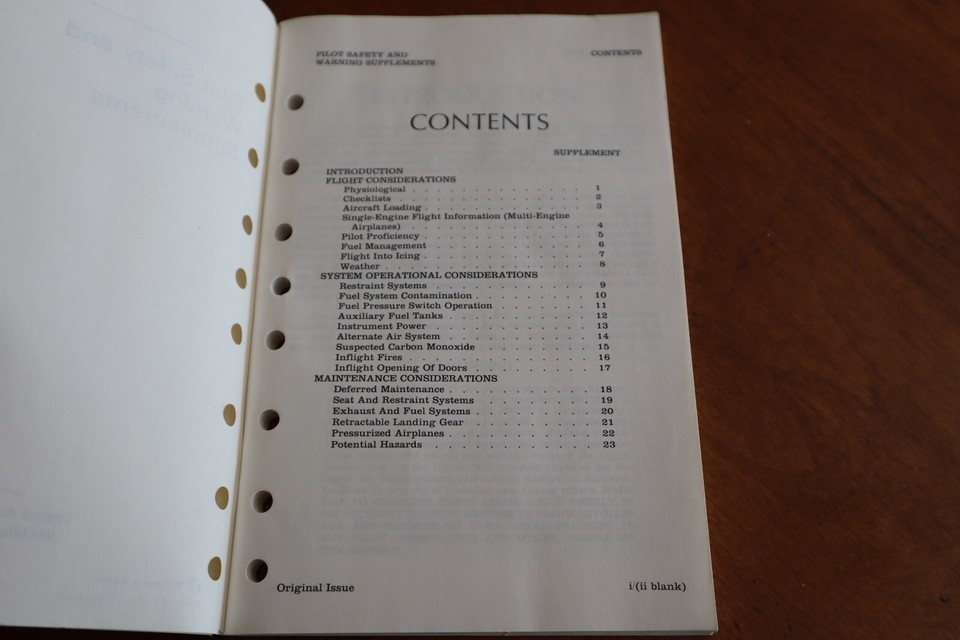 PILOT SAFETY AND
WARNING SUPPLEMENTS
CONTENTS
CONTENTS
SUPPLEMENT
INTRODUCTION
FLIGHT CONSIDERATIONS
Physiological . . . . . . . . . . . . . . 1
Checklists . . . . . . . . . . . . . . . 2
Aircraft Loading . . . . . . . . . . . . . 3
Single-Engine Flight Information (Multi-Engine
Airplanes) . . . . . . . . . . . . . . 4
Pilot Proficiency . . . . . . . . . . . . . 5
Fuel Management . . . . . . . . . . . . 6
Flight Into Icing . . . . . . . . . . . . . 7
Weather . . . . . . . . . . . . . . . . 8
SYSTEM OPERATIONAL CONSIDERATIONS
Restraint Systems . . . . . . . . . . . . 9
Fuel System Contamination . . . . . . . . . 10
Fuel Pressure Switch Operation . . . . . . . 11
Auxiliary Fuel Tanks . . . . . . . . . . . 12
Instrument Power . . . . . . . . . . . . 13
Alternate Air System . . . . . . . . . . . 14
Suspected Carbon Monoxide . . . . . . . . 15
Inflight Fires . . . . . . . . . . . . . . 16
Inflight Opening Of Doors . . . . . . . . . 17
MAINTENANCE CONSIDERATIONS
Deferred Maintenance . . . . . . . . . . . 18
Seat And Restraint Systems . . . . . . . . . 19
Exhaust And Fuel Systems . . . . . . . . . 20
Retractable Landing Gear . . . . . . . . . 21
Pressurized Airplanes . . . . . . . . . . . 22
Potential Hazards . . . . . . . . . . . . 23
Original Issue
i/(ii blank)